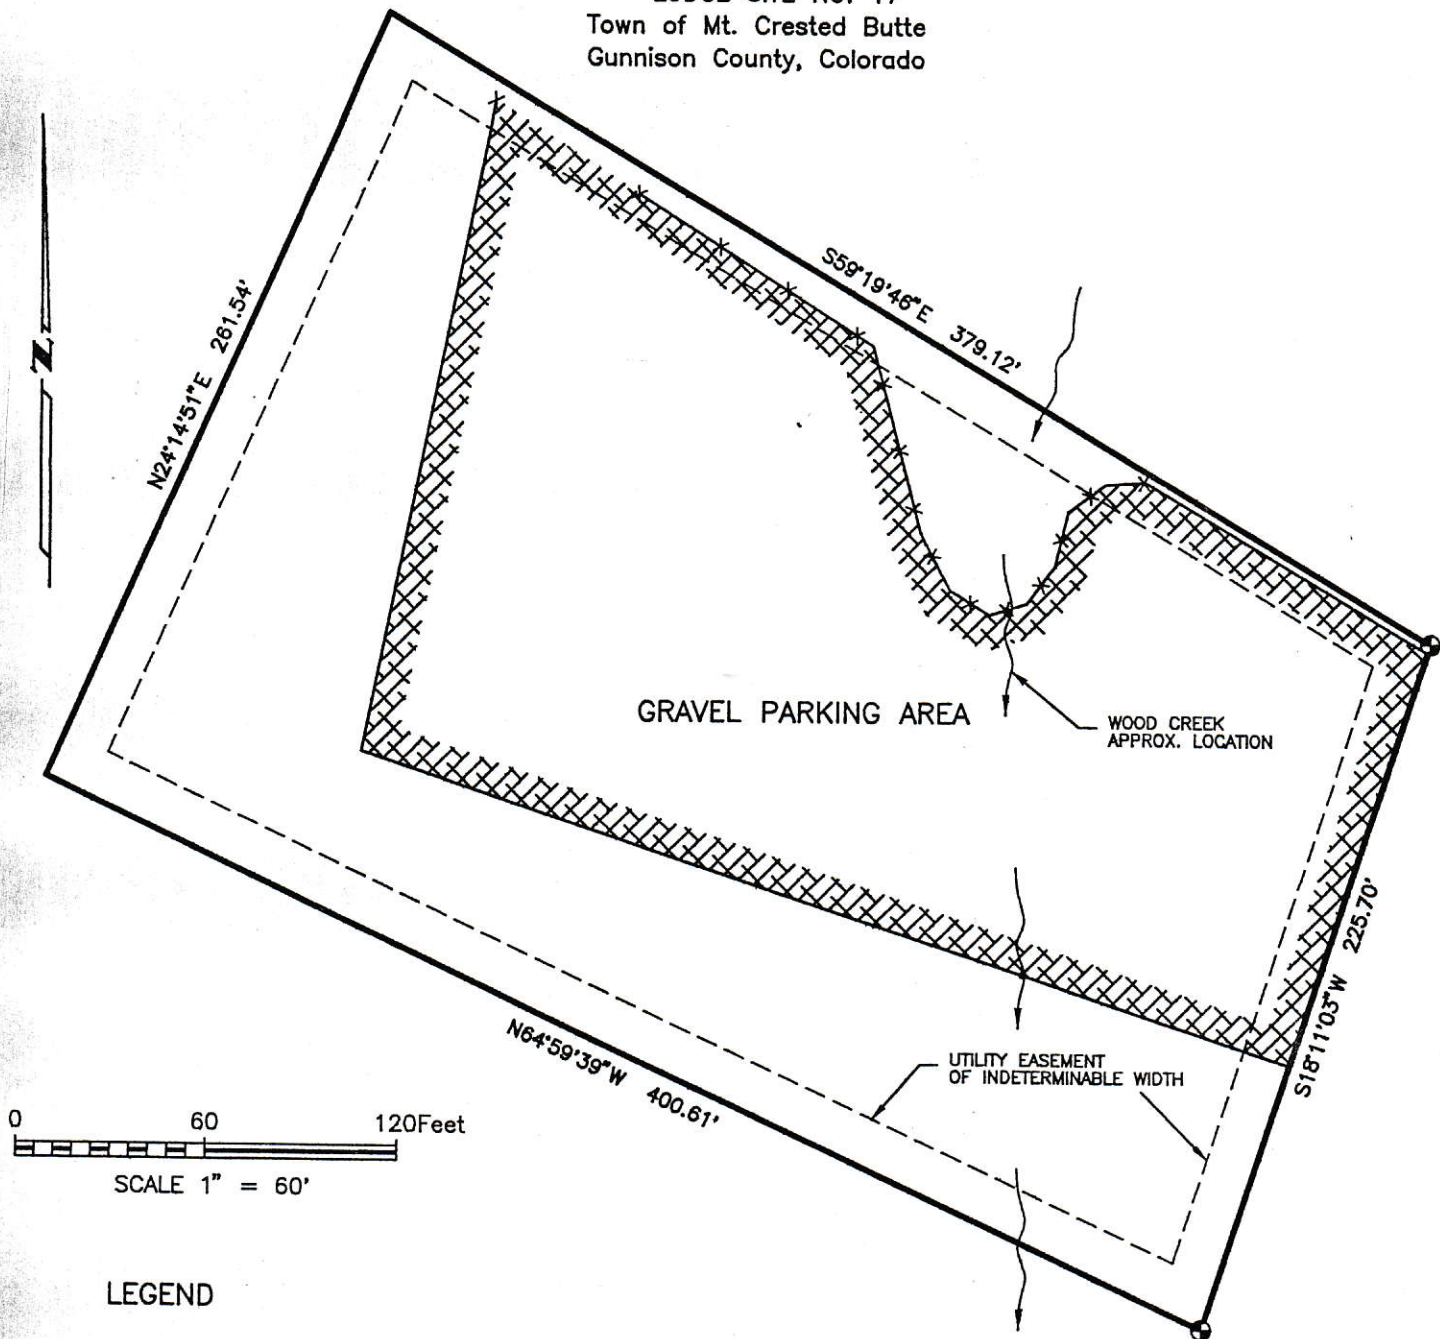 Town of Mt. Crested Butte
Gunnison County, Colorado
N
S59°19'46"E 379.12'
N24°14'51"E 261.54'
GRAVEL PARKING AREA
WOOD CREEK
APPROX. LOCATION
S18°11'03"W 225.70'
UTILITY EASEMENT
OF INDETERMINABLE WIDTH
N64°59'39"W 400.61'
0 60 120Feet
SCALE 1" = 60'
LEGEND